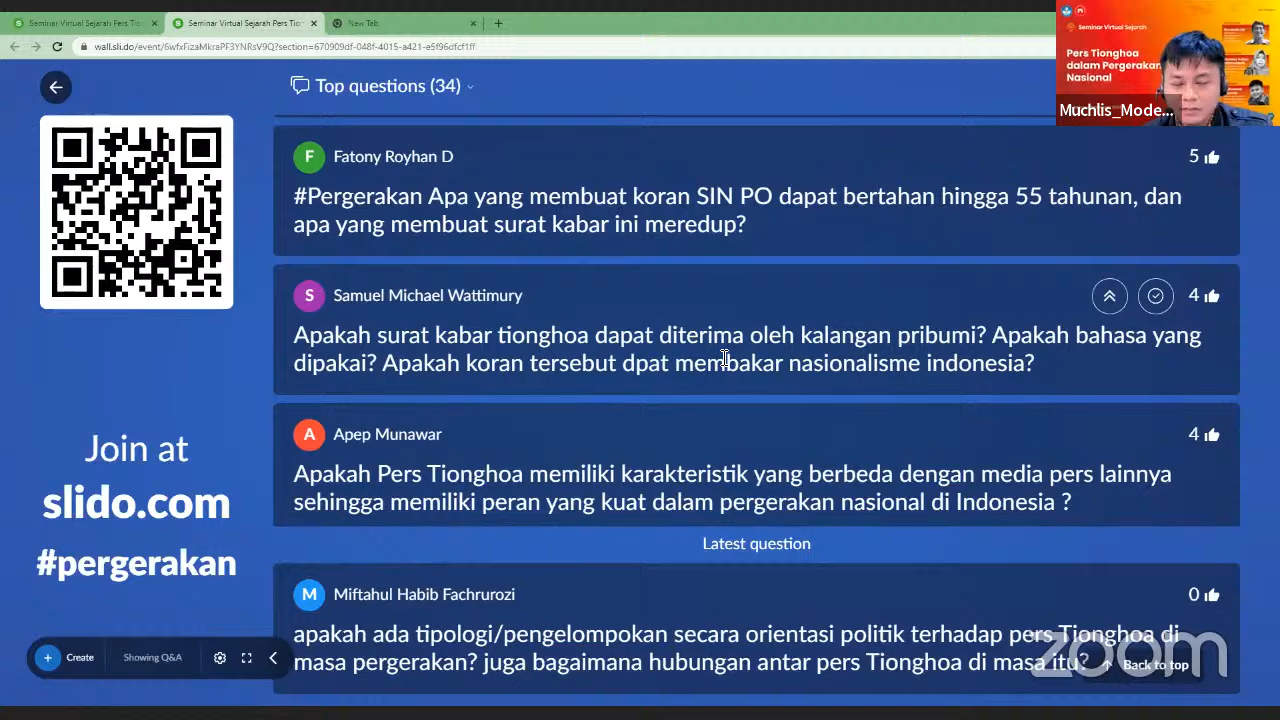 Seminar Virtual Sejarah Pers Tio
Seminar Virtual Sejarah Pers Tio
New Tab
wall.sli.do/event/6wfxFizaMkraPF3YNRsV9Q?section=670909df-048f-4015-a421-e5f96dfcf1ff
Seminar Virtual Sejarah
Pers Tionghoa
dalam Pergerakan
Nasional
Muchlis_Mode...
Top questions (34)
F
Fatony Royhan D
5
#Pergerakan Apa yang membuat koran SIN PO dapat bertahan hingga 55 tahunan, dan
apa yang membuat surat kabar ini meredup?
S
Samuel Michael Wattimury
4
Apakah surat kabar tionghoa dapat diterima oleh kalangan pribumi? Apakah bahasa yang
dipakai? Apakah koran tersebut dpat membakar nasionalisme indonesia?
A
Apep Munawar
4
Apakah Pers Tionghoa memiliki karakteristik yang berbeda dengan media pers lainnya
sehingga memiliki peran yang kuat dalam pergerakan nasional di Indonesia ?
Latest question
M
Miftahul Habib Fachrurozi
0
apakah ada tipologi/pengelompokan secara orientasi politik terhadap pers Tionghoa di
masa pergerakan? juga bagaimana hubungan antar pers Tionghoa di masa itu?
Back to top
zoom
Join at
slido.com
#pergerakan
Create
Showing Q&A